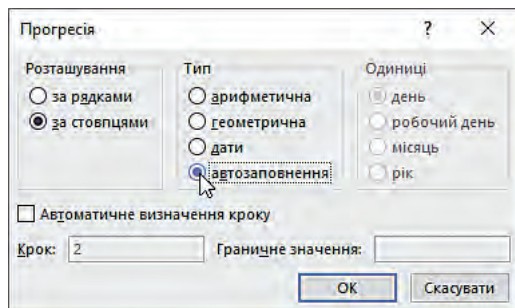 Прогресія ? ×
Розташування Тип Одиниці
за рядками арифметична день
за стовпцями геометрична робочий день
дати місяць
автозаповнення рік
Автоматичне визначення кроку
Крок: 2 Граничне значення:
ОК Скасувати